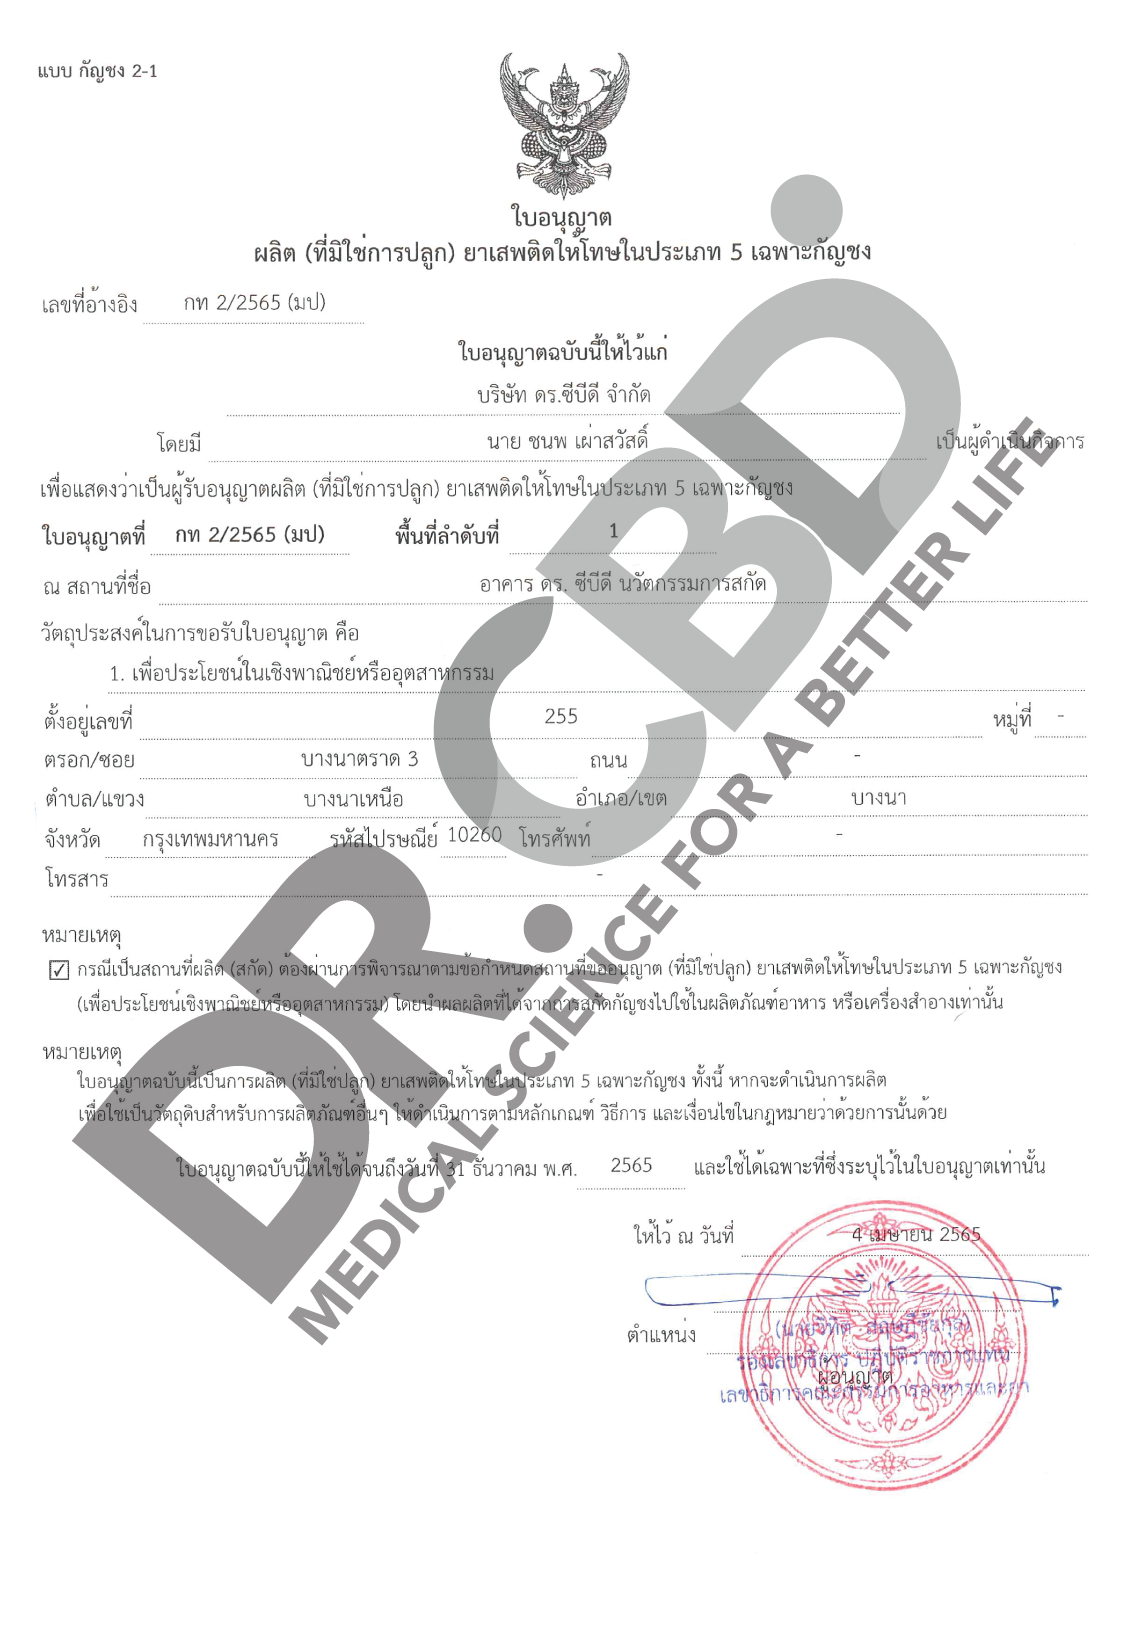 แบบ กัญชง 2-1
ใบอนุญาต
ผลิต (ที่มิใช่การปลูก) ยาเสพติดให้โทษในประเภท 5 เฉพาะกัญชง
เลขที่อ้างอิง กท 2/2565 (มป)
ใบอนุญาตฉบับนี้ให้ไว้แก่
บริษัท ดร.ซีบีดี จำกัด
โดยมี นาย ชนพ เผ่าสวัสดิ์ เป็นผู้ดำเนินกิจการ
เพื่อแสดงว่าเป็นผู้รับอนุญาตผลิต (ที่มิใช่การปลูก) ยาเสพติดให้โทษในประเภท 5 เฉพาะกัญชง
ใบอนุญาตที่ กท 2/2565 (มป) พื้นที่ลำดับที่ 1
ณ สถานที่ชื่อ อาคาร ดร. ซีบีดี นวัตกรรมการสกัด
วัตถุประสงค์ในการขอรับใบอนุญาต คือ
1. เพื่อประโยชน์ในเชิงพาณิชย์หรืออุตสาหกรรม
ตั้งอยู่เลขที่ 255 หมู่ที่ -
ตรอก/ซอย บางนาตราด 3 ถนน -
ตำบล/แขวง บางนาเหนือ อำเภอ/เขต บางนา
จังหวัด กรุงเทพมหานคร รหัสไปรษณีย์ 10260 โทรศัพท์ -
โทรสาร -
หมายเหตุ
☑ กรณีเป็นสถานที่ผลิต (สกัด) ต้องผ่านการพิจารณาตามข้อกำหนดสถานที่ขออนุญาต (ที่มิใช่ปลูก) ยาเสพติดให้โทษในประเภท 5 เฉพาะกัญชง
(เพื่อประโยชน์เชิงพาณิชย์หรืออุตสาหกรรม) โดยนำผลผลิตที่ได้จากการสกัดกัญชงไปใช้ในผลิตภัณฑ์อาหาร หรือเครื่องสำอางเท่านั้น
หมายเหตุ
ใบอนุญาตฉบับนี้เป็นการผลิต (ที่มิใช่ปลูก) ยาเสพติดให้โทษในประเภท 5 เฉพาะกัญชง ทั้งนี้ หากจะดำเนินการผลิต
เพื่อใช้เป็นวัตถุดิบสำหรับการผลิตภัณฑ์อื่นๆ ให้ดำเนินการตามหลักเกณฑ์ วิธีการ และเงื่อนไขในกฎหมายว่าด้วยการนั้นด้วย
ใบอนุญาตฉบับนี้ให้ใช้ได้จนถึงวันที่ 31 ธันวาคม พ.ศ. 2565 และใช้ได้เฉพาะที่ซึ่งระบุไว้ในใบอนุญาตเท่านั้น
ให้ไว้ ณ วันที่ 4 เมษายน 2565
ตำแหน่ง
รองเลขาธิการ ปฏิบัติราชการแทน
ผู้อนุญาต
เลขาธิการคณะกรรมการอาหารและยา
DR. CBD
MEDICAL SCIENCE FOR A BETTER LIFE